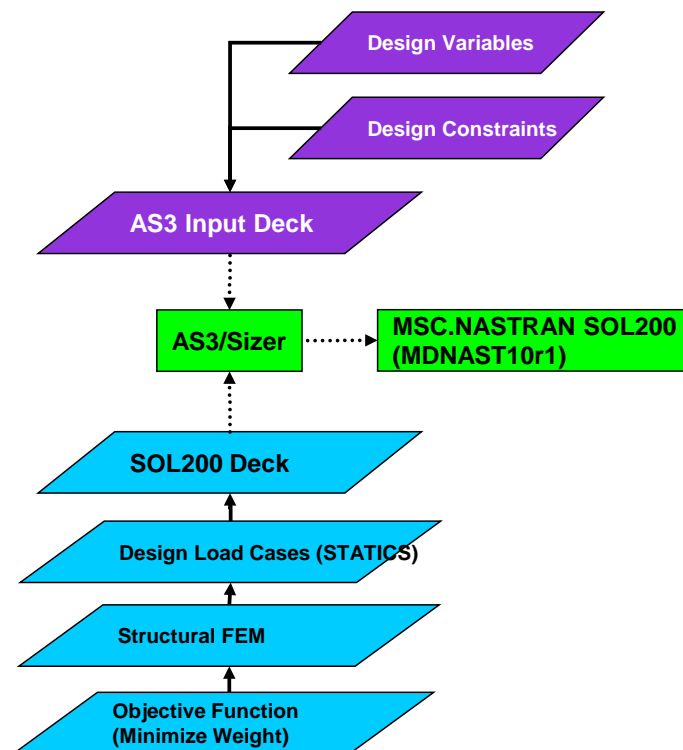 Design Variables
Design Constraints
AS3 Input Deck
AS3/Sizer
MSC.NASTRAN SOL200
(MDNAST10r1)
SOL200 Deck
Design Load Cases (STATICS)
Structural FEM
Objective Function
(Minimize Weight)